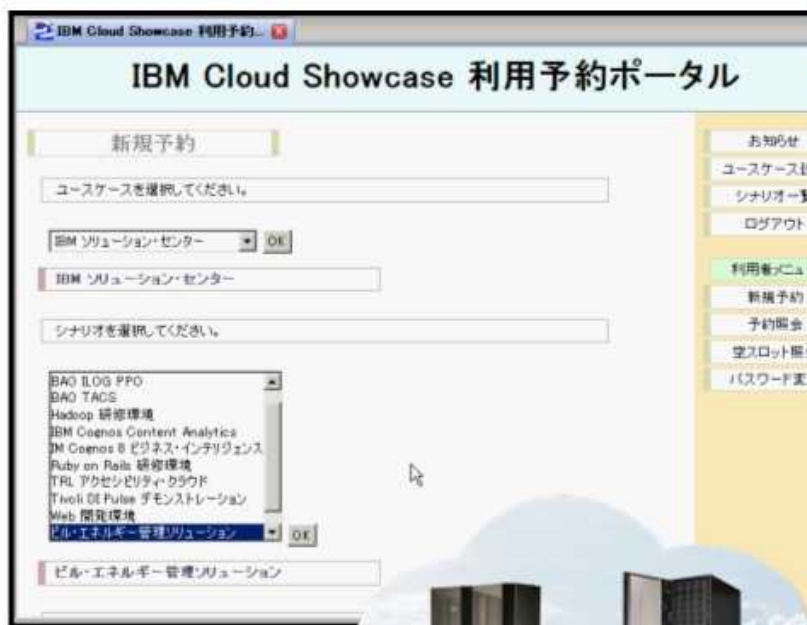 IBM Cloud Showcase 利用予約...
IBM Cloud Showcase 利用予約ポータル
新規予約
ユースケースを選択してください。
IBM ソリューション・センター
OK
IBM ソリューション・センター
シナリオを選択してください。
BAO ILOG PPO
BAO TACS
Hadoop 研修環境
IBM Cognos Content Analytics
IM Cognos 8 ビジネス・インテリジェンス
Ruby on Rails 研修環境
TRL アクセシビリティ・クラウド
Tivoli DI Pulse デモンストレーション
Web 開発環境
ビル・エネルギー管理ソリューション
OK
ビル・エネルギー管理ソリューション
お知らせ
ユースケース
シナリオ一覧
ログアウト
利用者メニュ
新規予約
予約照会
空スロット照
パスワード変